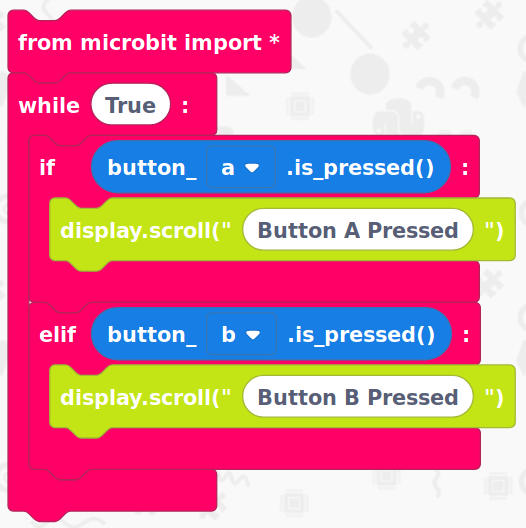 from microbit import *
while True :
if button_ a .is_pressed() :
display.scroll(" Button A Pressed ")
elif button_ b .is_pressed() :
display.scroll(" Button B Pressed ")